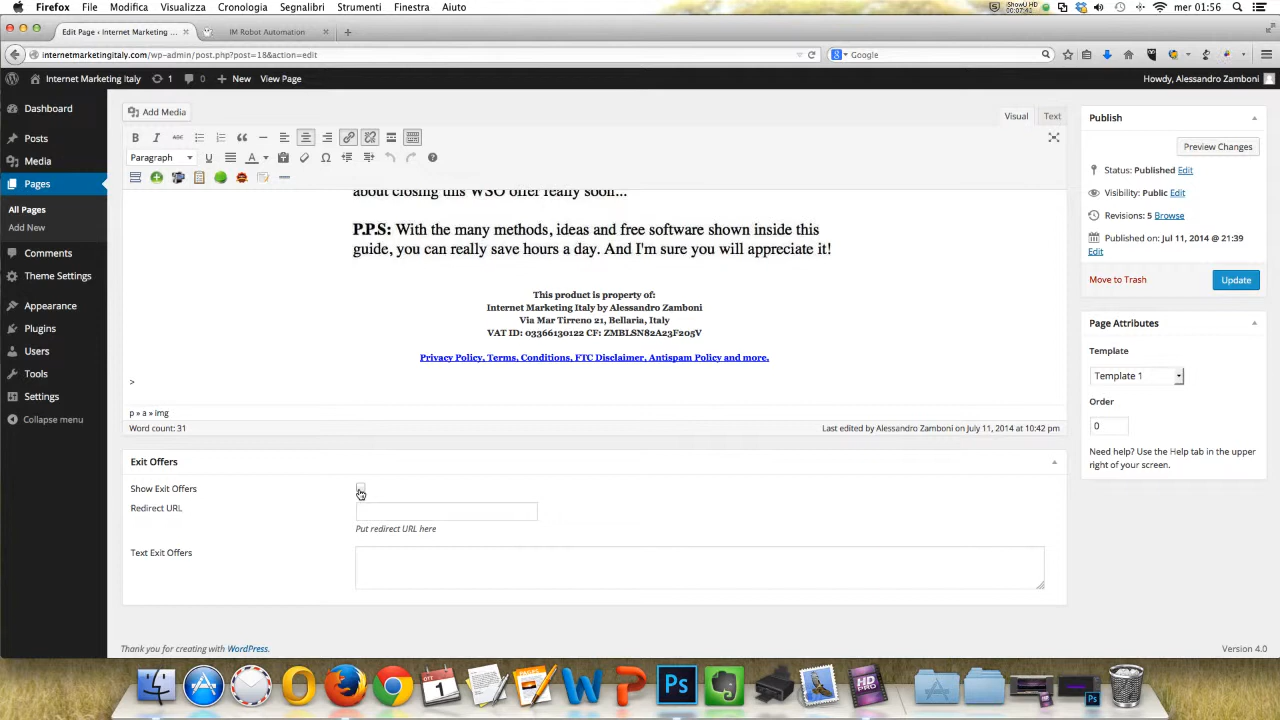 Firefox File Modifica Visualizza Cronologia Segnalibri Strumenti Finestra Aiuto mer 01:56
Edit Page ‹ Internet Marketing ... IM Robot Automation
internetmarketingitaly.com/wp-admin/post.php?post=18&action=edit Google
Internet Marketing Italy 1 0 New View Page Howdy, Alessandro Zamboni
Dashboard
Posts
Media
Pages
All Pages
Add New
Comments
Theme Settings
Appearance
Plugins
Users
Tools
Settings
Collapse menu
Add Media Visual Text
Paragraph
about closing this WSO offer really soon...
P.P.S: With the many methods, ideas and free software shown inside this
guide, you can really save hours a day. And I'm sure you will appreciate it!
This product is property of:
Internet Marketing Italy by Alessandro Zamboni
Via Mar Tirreno 21, Bellaria, Italy
VAT ID: 03366130122 CF: ZMBLSN82A23F205V
Privacy Policy, Terms, Conditions, FTC Disclaimer, Antispam Policy and more.
>
p » a » img
Word count: 31 Last edited by Alessandro Zamboni on July 11, 2014 at 10:42 pm
Exit Offers
Show Exit Offers
Redirect URL
Put redirect URL here
Text Exit Offers
Publish
Preview Changes
Status: Published Edit
Visibility: Public Edit
Revisions: 5 Browse
Published on: Jul 11, 2014 @ 21:39
Edit
Move to Trash Update
Page Attributes
Template
Template 1
Order
0
Need help? Use the Help tab in the upper
right of your screen.
Thank you for creating with WordPress. Version 4.0